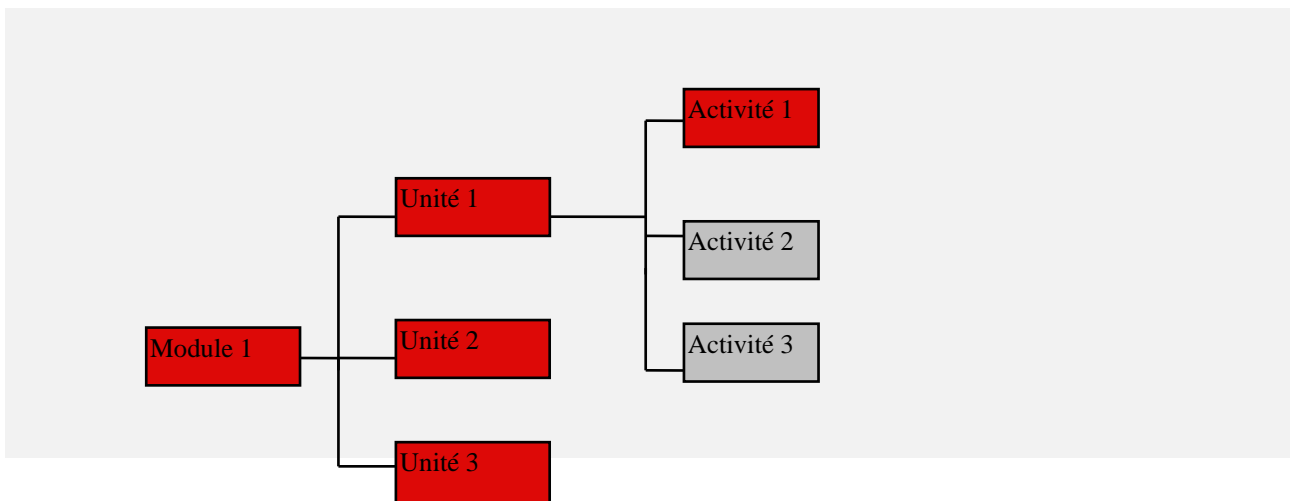 Activité 1
Unité 1
Activité 2
Module 1
Unité 2
Activité 3
Unité 3